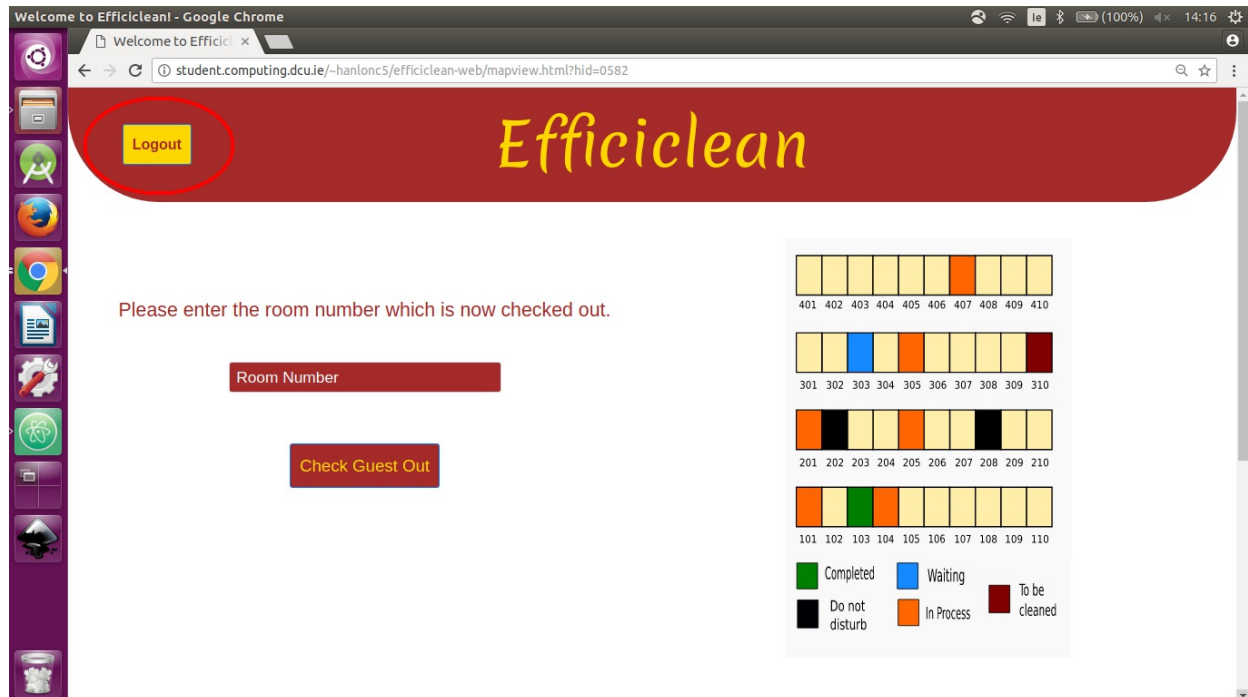 Welcome to Efficiclean! - Google Chrome
Ie (100%) 14:16
Welcome to Efficic
student.computing.dcu.ie/~hanlonc5/efficiclean-web/mapview.html?hid=0582
Logout
Efficiclean
Please enter the room number which is now checked out.
Room Number
Check Guest Out
401 402 403 404 405 406 407 408 409 410
301 302 303 304 305 306 307 308 309 310
201 202 203 204 205 206 207 208 209 210
101 102 103 104 105 106 107 108 109 110
Completed
Waiting
To be
cleaned
Do not
disturb
In Process